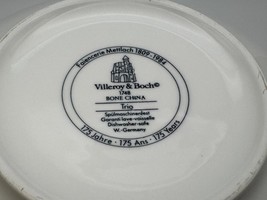 Faiencerie Mettlach 1809-1984
Villeroy & Boch®
1748
BONE CHINA
Trio
Spülmaschinenfest
Garanti lave-vaisselle
Dishwasher-safe
W.-Germany
175 Jahre · 175 Ans · 175 Years